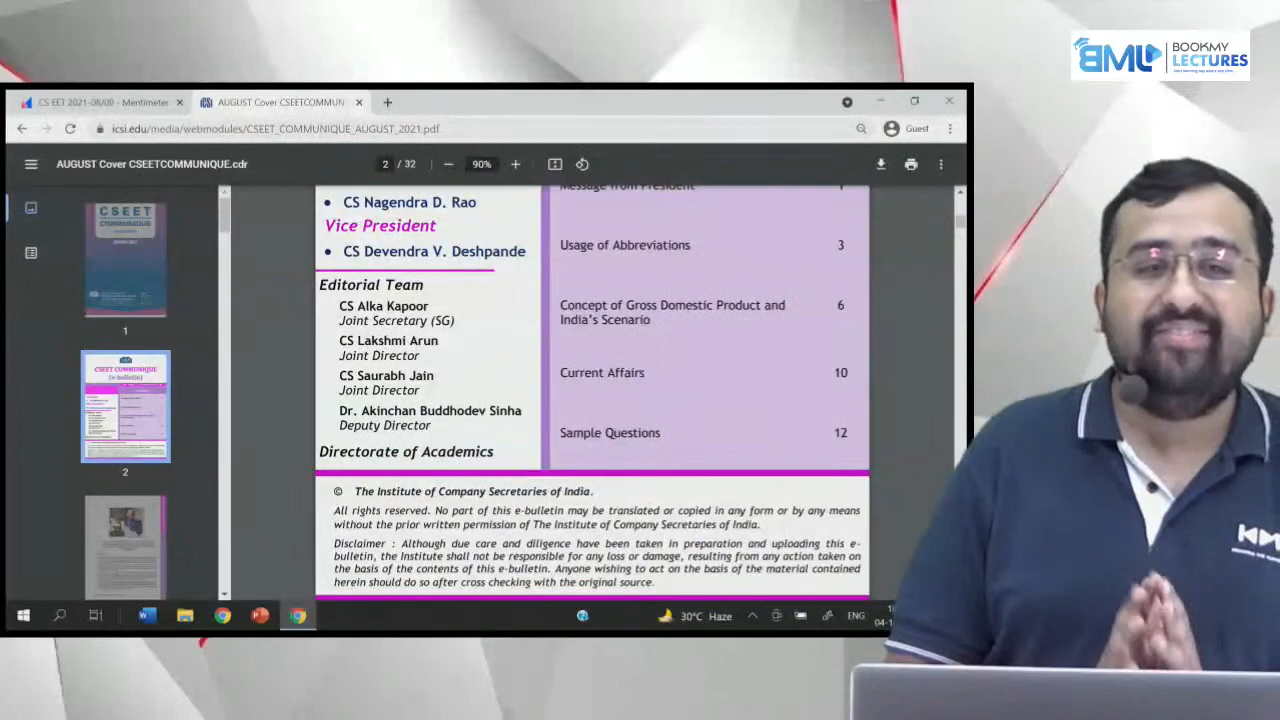 BML
BOOKMY
LECTURES
CS EET 2021-08/09 - Mentimeter
AUGUST Cover CSEETCOMMUN
icsi.edu/media/webmodules/CSEET_COMMUNIQUE_AUGUST_2021.pdf
Guest
AUGUST Cover CSEETCOMMUNIQUE.cdr
2 / 32
90%
CSEET
COMMUNIQUE
1
CSEET COMMUNIQUE
(e-bulletin)
2
CS Nagendra D. Rao
Vice President
CS Devendra V. Deshpande
Editorial Team
CS Alka Kapoor
Joint Secretary (SG)
CS Lakshmi Arun
Joint Director
CS Saurabh Jain
Joint Director
Dr. Akinchan Buddhodev Sinha
Deputy Director
Directorate of Academics
Message from President 1
Usage of Abbreviations 3
Concept of Gross Domestic Product and 6
India's Scenario
Current Affairs 10
Sample Questions 12
© The Institute of Company Secretaries of India.
All rights reserved. No part of this e-bulletin may be translated or copied in any form or by any means
without the prior written permission of The Institute of Company Secretaries of India.
Disclaimer : Although due care and diligence have been taken in preparation and uploading this e-
bulletin, the Institute shall not be responsible for any loss or damage, resulting from any action taken on
the basis of the contents of this e-bulletin. Anyone wishing to act on the basis of the material contained
herein should do so after cross checking with the original source.
30°C Haze
ENG